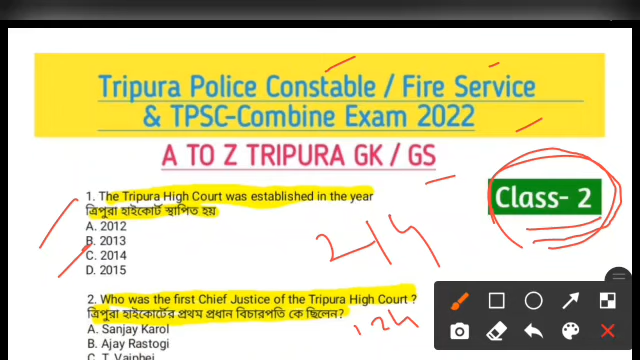 Tripura Police Constable / Fire Service
& TPSC-Combine Exam 2022
A TO Z TRIPURA GK / GS
Class- 2
1. The Tripura High Court was established in the year
ত্রিপুরা হাইকোর্ট স্থাপিত হয়
A. 2012
B. 2013
C. 2014
D. 2015
2. Who was the first Chief Justice of the Tripura High Court ?
ত্রিপুরা হাইকোর্টের প্রথম প্রধান বিচারপতি কে ছিলেন?
A. Sanjay Karol
B. Ajay Rastogi
C. T. Vaiphei